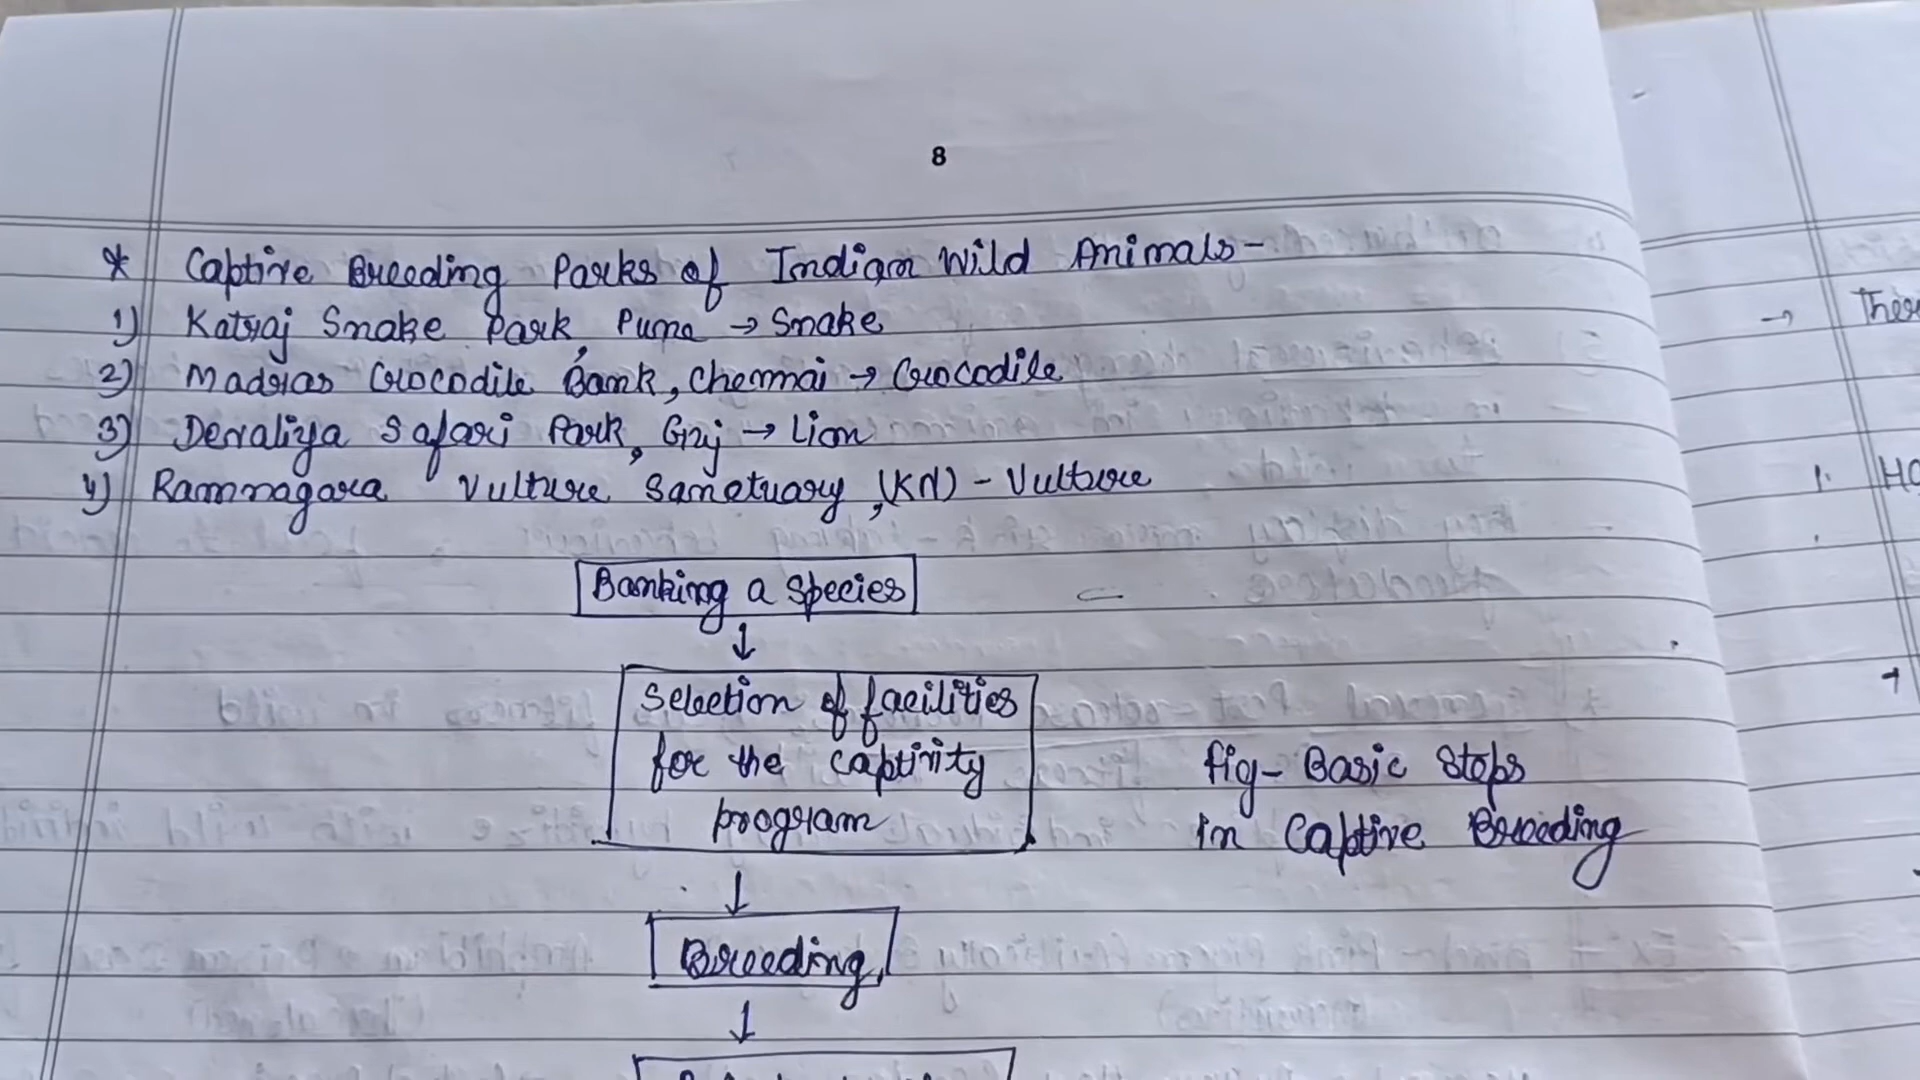 8
* Captive Breeding Parks of Indian Wild Animals-
1) Katraj Snake Park, Puna → Snake
2) Madras Crocodile Bank, Chennai → Crocodile
3) Devaliya Safari Park, Guj → Lion
4) Ramnagara Vulture Sanctuary, (KN) - Vulture
Banking a Species
↓
Selection of facilities
for the captivity
program
fig- Basic Steps
in Captive Breeding
↓
Breeding
↓
→
1.